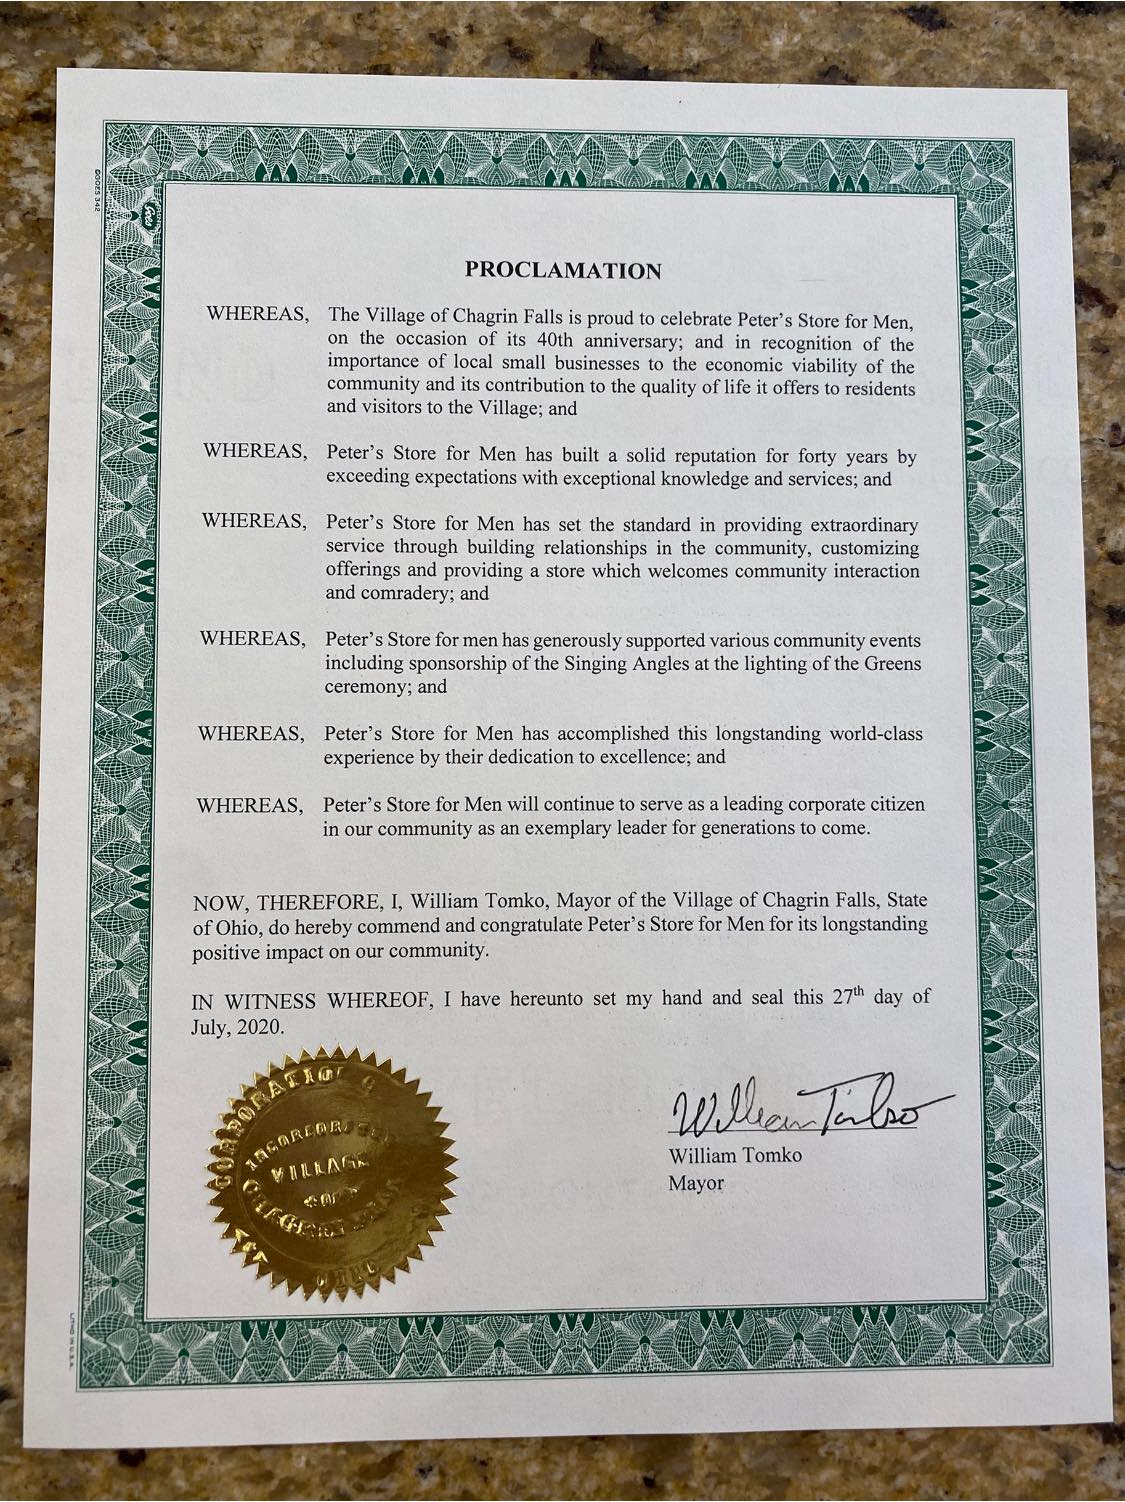 PROCLAMATION
WHEREAS, The Village of Chagrin Falls is proud to celebrate Peter's Store for Men,
on the occasion of its 40th anniversary; and in recognition of the
importance of local small businesses to the economic viability of the
community and its contribution to the quality of life it offers to residents
and visitors to the Village; and
WHEREAS, Peter's Store for Men has built a solid reputation for forty years by
exceeding expectations with exceptional knowledge and services; and
WHEREAS, Peter's Store for Men has set the standard in providing extraordinary
service through building relationships in the community, customizing
offerings and providing a store which welcomes community interaction
and comradery; and
WHEREAS, Peter's Store for men has generously supported various community events
including sponsorship of the Singing Angles at the lighting of the Greens
ceremony; and
WHEREAS, Peter's Store for Men has accomplished this longstanding world-class
experience by their dedication to excellence; and
WHEREAS, Peter's Store for Men will continue to serve as a leading corporate citizen
in our community as an exemplary leader for generations to come.
NOW, THEREFORE, I, William Tomko, Mayor of the Village of Chagrin Falls, State
of Ohio, do hereby commend and congratulate Peter's Store for Men for its longstanding
positive impact on our community.
IN WITNESS WHEREOF, I have hereunto set my hand and seal this 27th day of
July, 2020.
William Tomko
William Tomko
Mayor
INCORPORATED
VILLAGE
LITHO IN U.S.A.